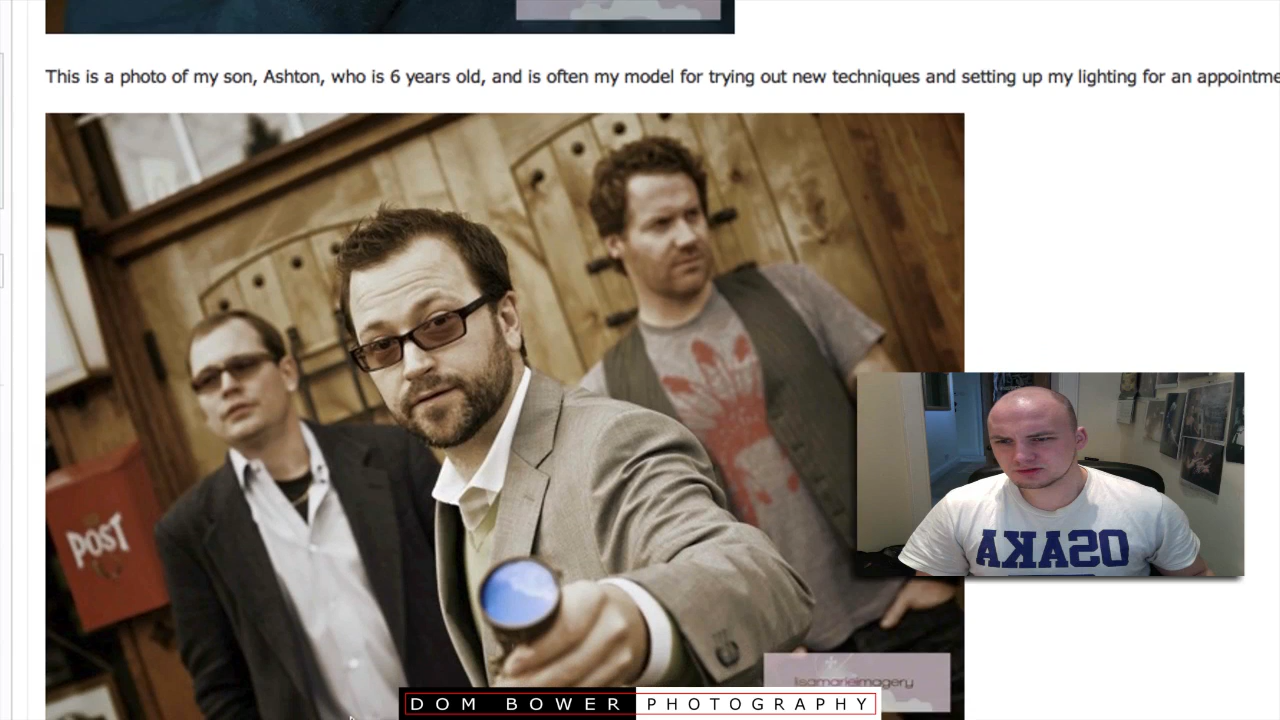 This is a photo of my son, Ashton, who is 6 years old, and is often my model for trying out new techniques and setting up my lighting for an appointme
POST
OSAKA
lisamarieimagery
DOM BOWER PHOTOGRAPHY